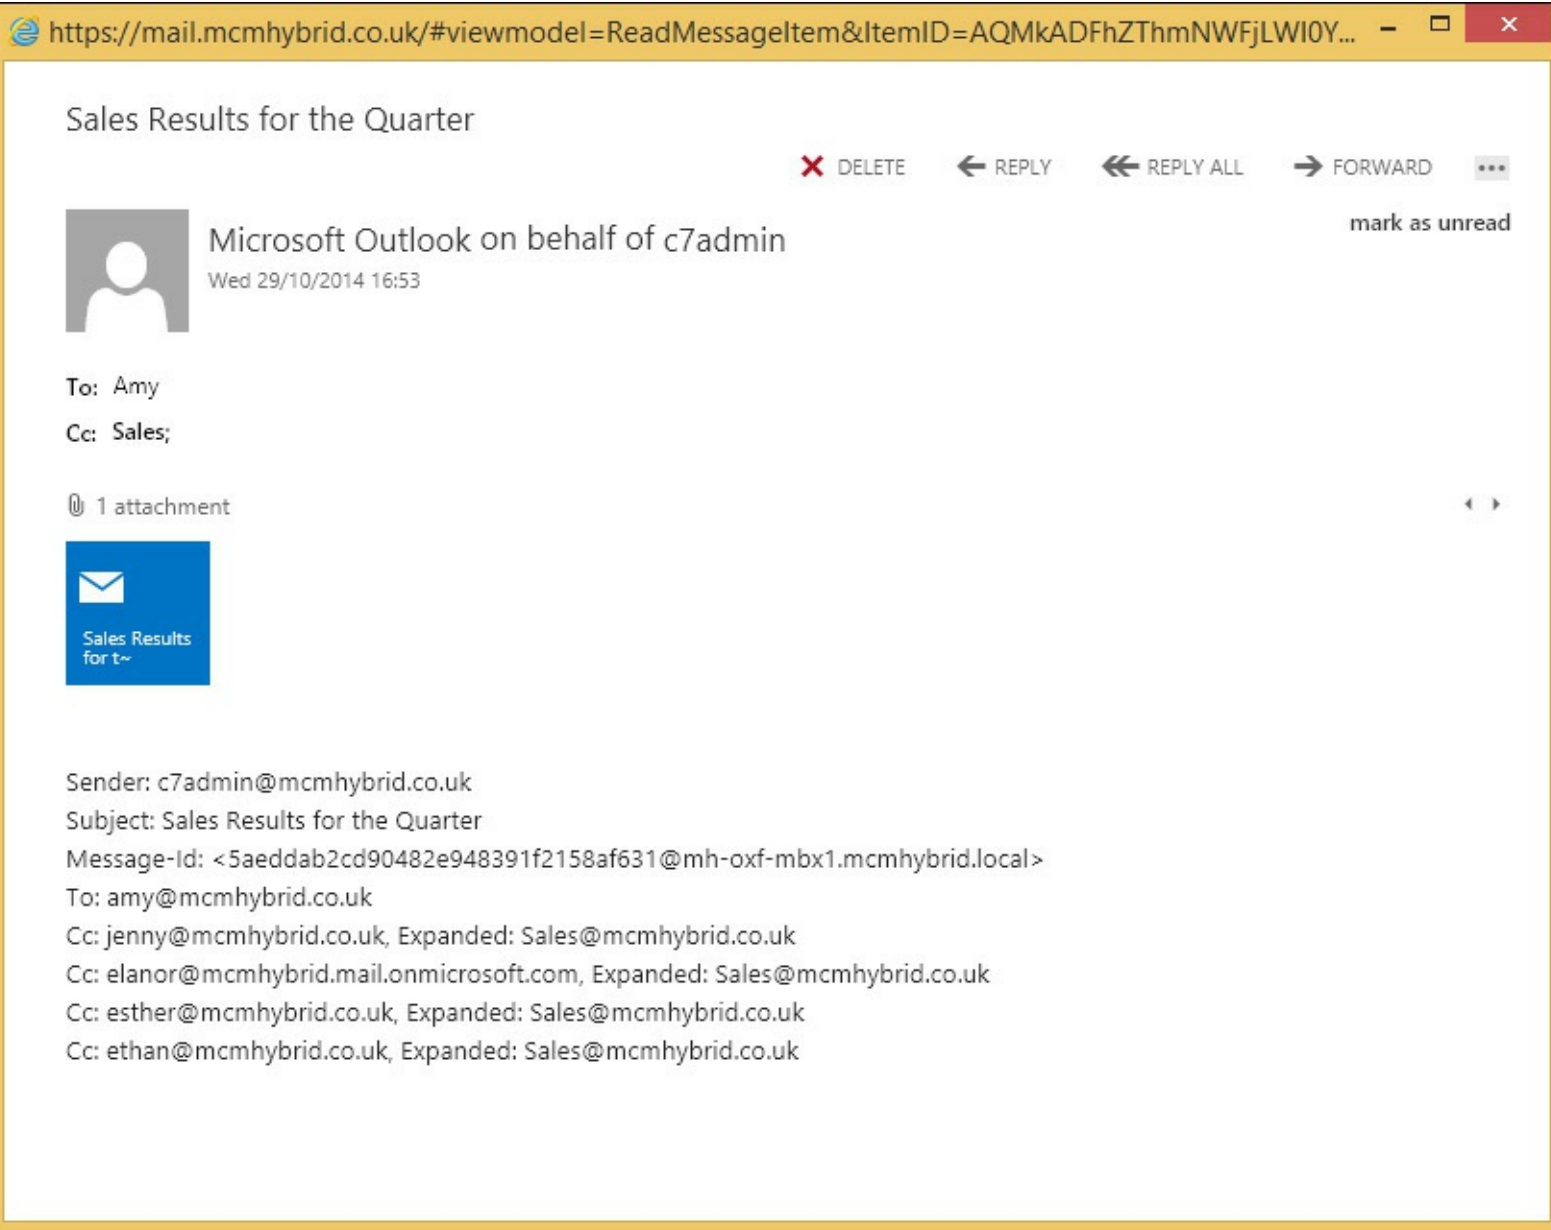 https://mail.mcmhybrid.co.uk/#viewmodel=ReadMessageItem&ItemID=AQMkADFhZThmNWFjLWI0Y...
Sales Results for the Quarter
DELETE REPLY REPLY ALL FORWARD ...
Microsoft Outlook on behalf of c7admin
mark as unread
Wed 29/10/2014 16:53
To: Amy
Cc: Sales;
1 attachment
Sales Results
for t~
Sender: c7admin@mcmhybrid.co.uk
Subject: Sales Results for the Quarter
Message-Id: <5aeddab2cd90482e948391f2158af631@mh-oxf-mbx1.mcmhybrid.local>
To: amy@mcmhybrid.co.uk
Cc: jenny@mcmhybrid.co.uk, Expanded: Sales@mcmhybrid.co.uk
Cc: elanor@mcmhybrid.mail.onmicrosoft.com, Expanded: Sales@mcmhybrid.co.uk
Cc: esther@mcmhybrid.co.uk, Expanded: Sales@mcmhybrid.co.uk
Cc: ethan@mcmhybrid.co.uk, Expanded: Sales@mcmhybrid.co.uk